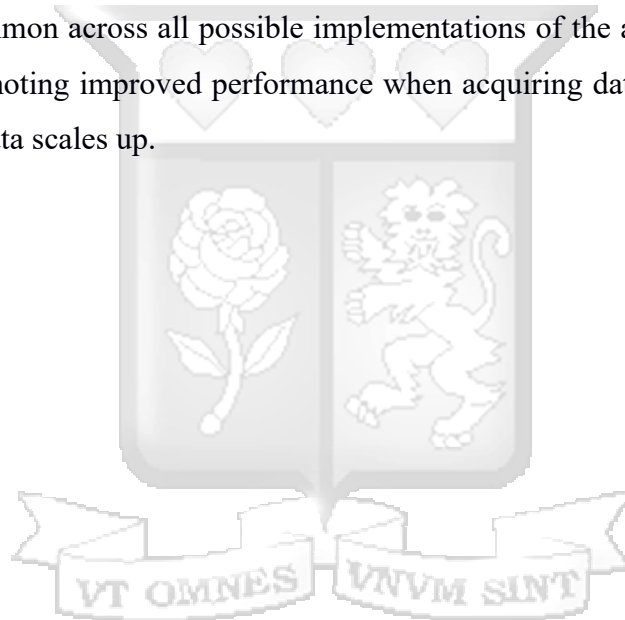 nmon across all possible implementations of the a
noting improved performance when acquiring dat
ta scales up.
VT OMNES VNVM SINT